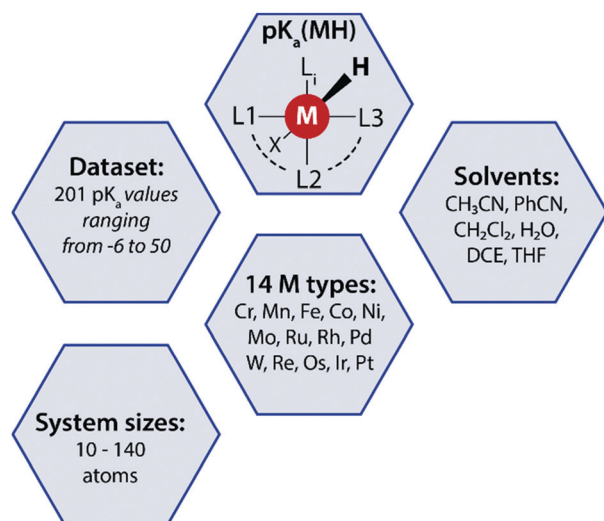 pKₐ(MH)
Lᵢ
H
L1
M
L3
X
L2
Dataset:
201 pKₐ values
ranging
from -6 to 50
Solvents:
CH₃CN, PhCN,
CH₂Cl₂, H₂O,
DCE, THF
14 M types:
Cr, Mn, Fe, Co, Ni,
Mo, Ru, Rh, Pd
W, Re, Os, Ir, Pt
System sizes:
10 - 140
atoms